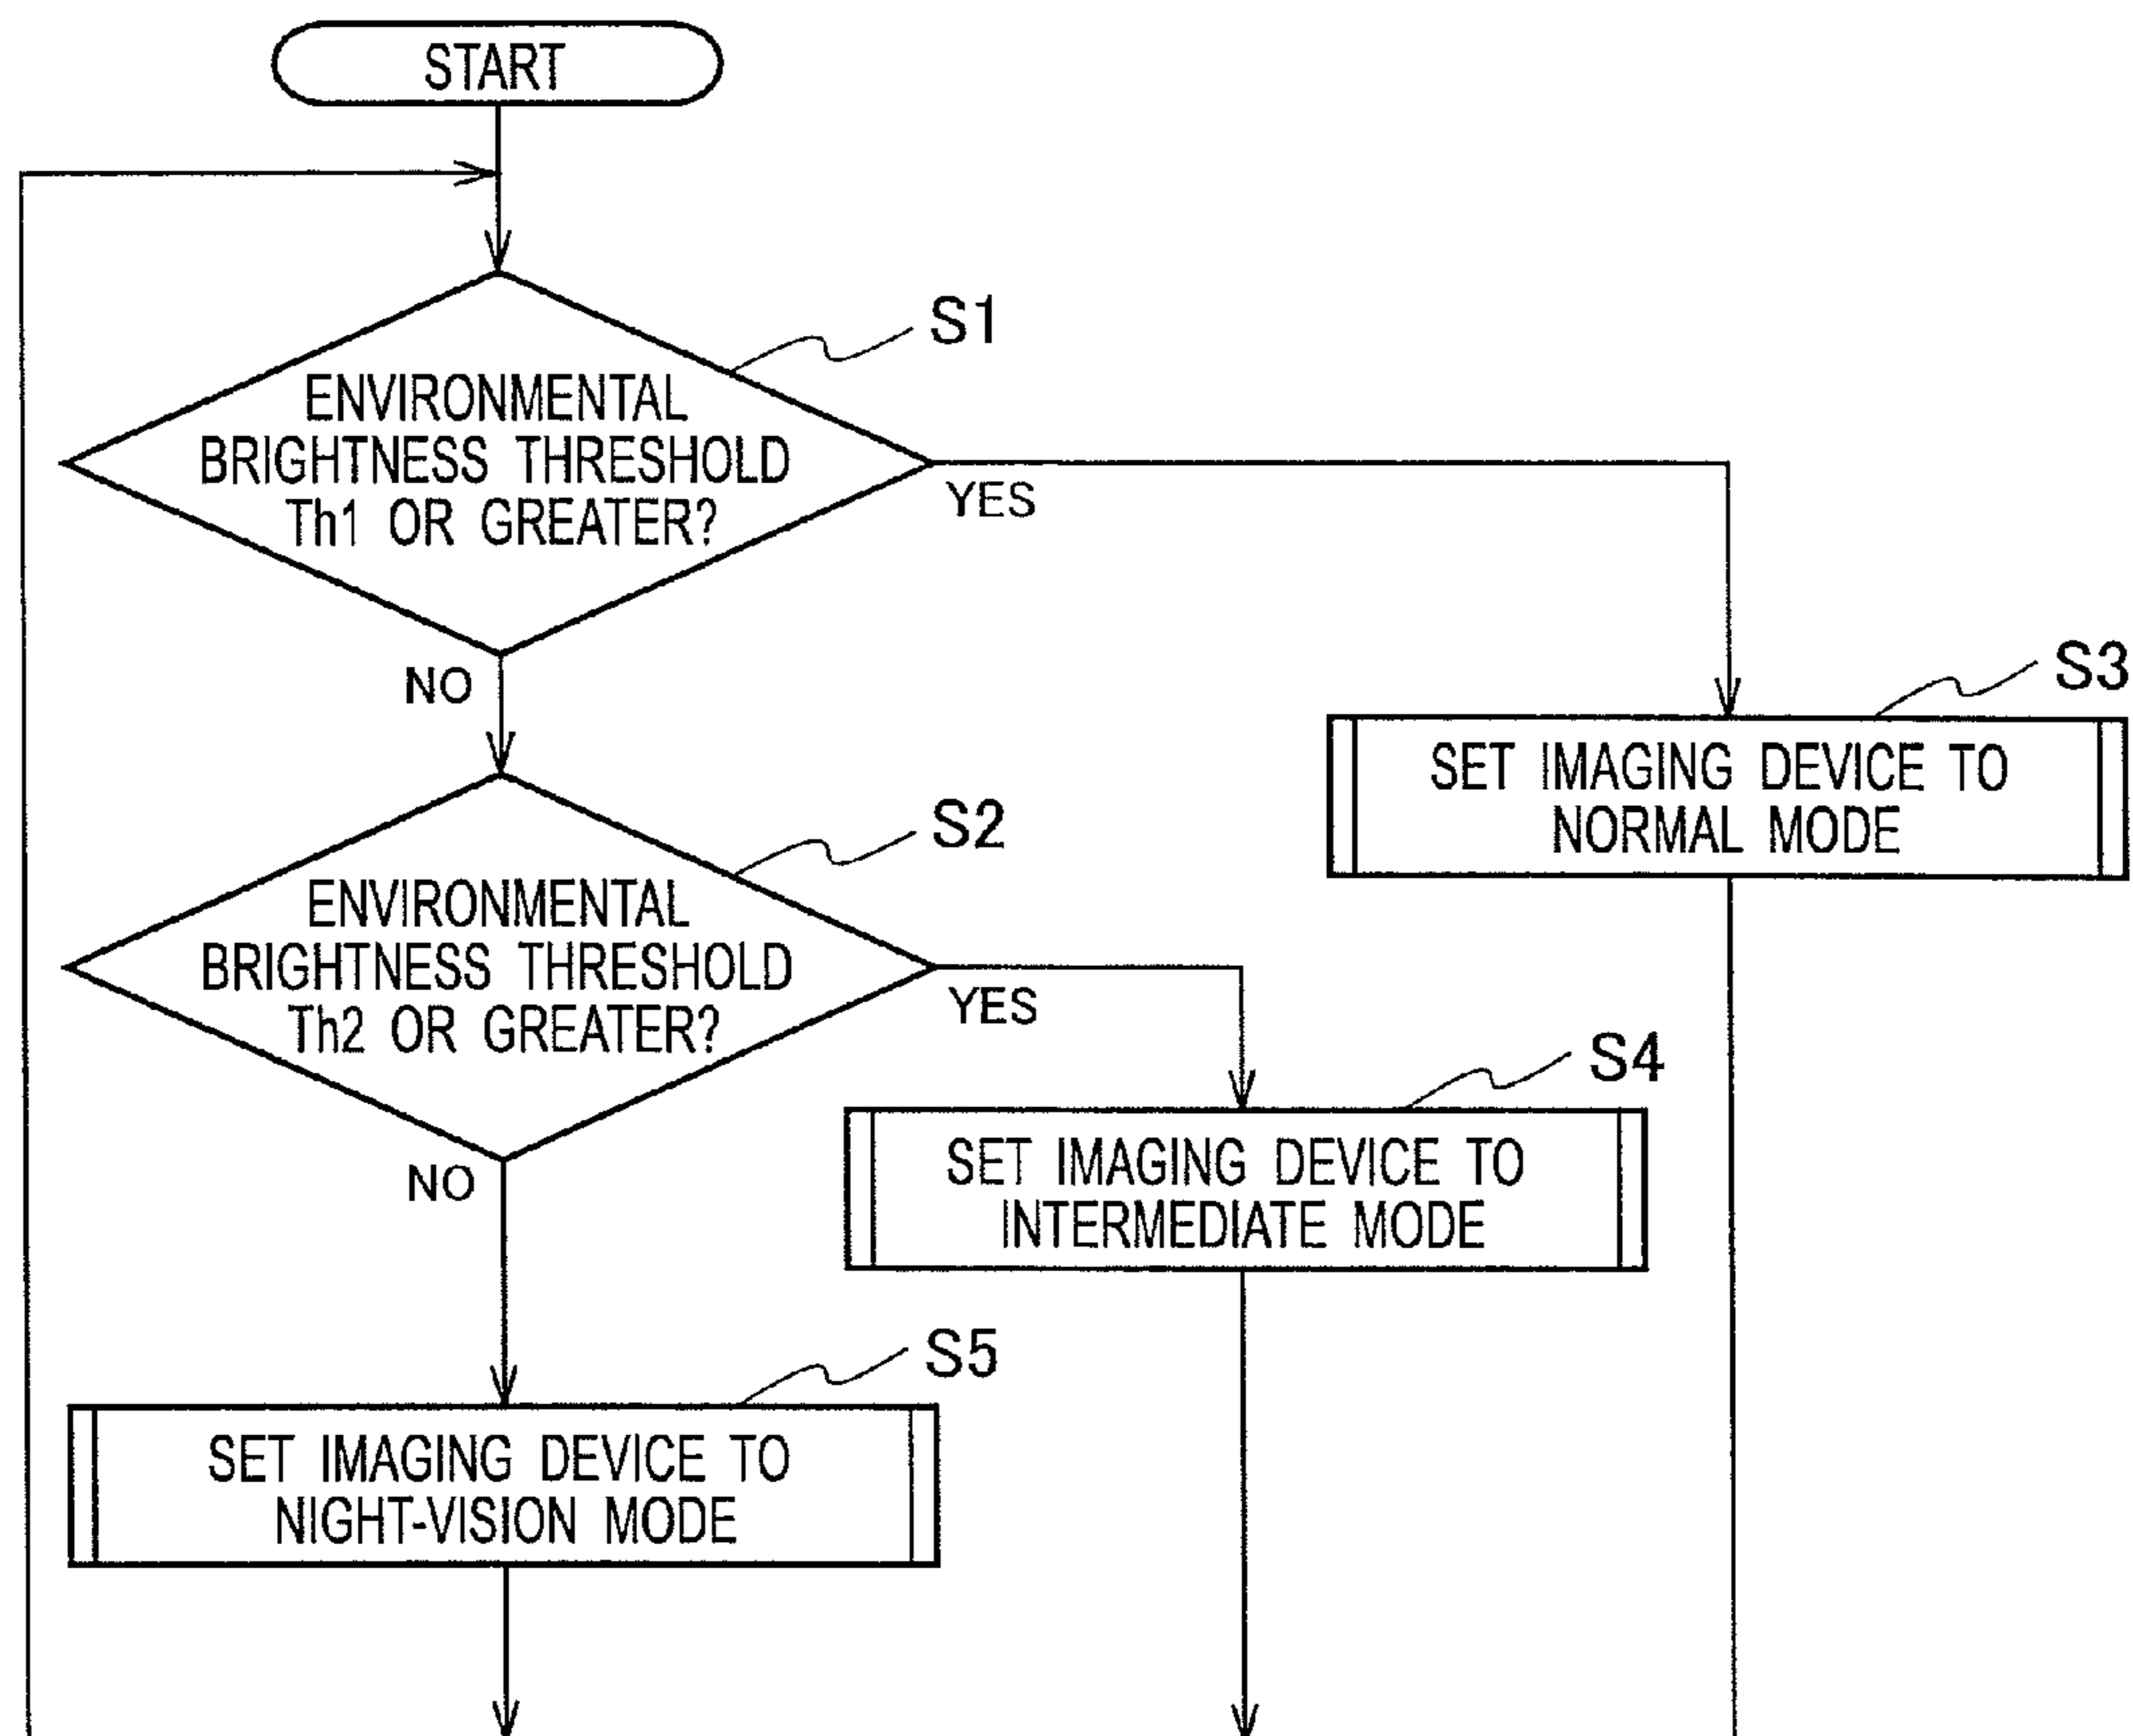 START
S1
ENVIRONMENTAL
BRIGHTNESS THRESHOLD
Th1 OR GREATER?
YES
NO
S3
SET IMAGING DEVICE TO
NORMAL MODE
S2
ENVIRONMENTAL
BRIGHTNESS THRESHOLD
Th2 OR GREATER?
YES
NO
S4
SET IMAGING DEVICE TO
INTERMEDIATE MODE
S5
SET IMAGING DEVICE TO
NIGHT-VISION MODE